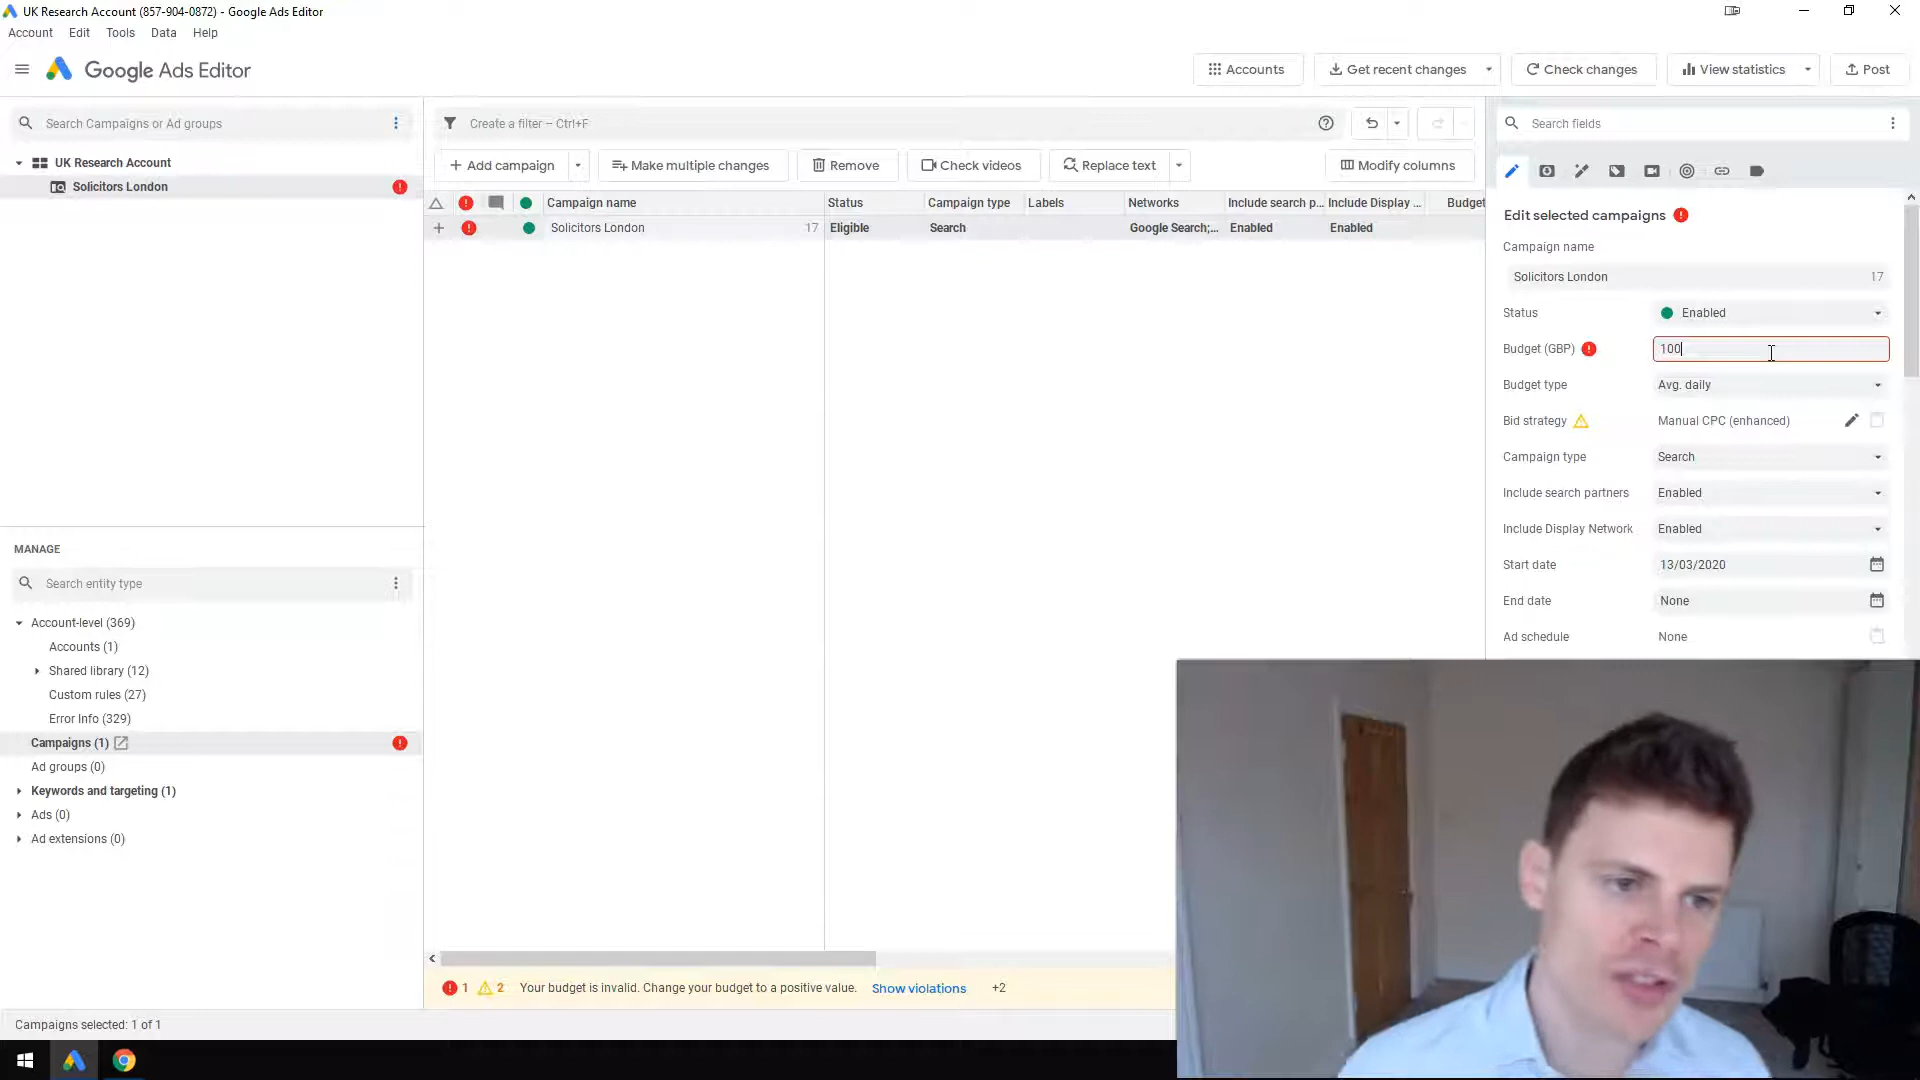 UK Research Account (857-904-0872) - Google Ads Editor
Account Edit Tools Data Help
Google Ads Editor
Accounts
Get recent changes
Check changes
View statistics
Post
Search Campaigns or Ad groups
UK Research Account
Solicitors London
Create a filter – Ctrl+F
Add campaign
Make multiple changes
Remove
Check videos
Replace text
Modify columns
Campaign name Status Campaign type Labels Networks Include search p... Include Display ... Budget
Solicitors London 17 Eligible Search Google Search;... Enabled Enabled
Search fields
Edit selected campaigns
Campaign name
Solicitors London 17
Status Enabled
Budget (GBP) 100
Budget type Avg. daily
Bid strategy Manual CPC (enhanced)
Campaign type Search
Include search partners Enabled
Include Display Network Enabled
Start date 13/03/2020
End date None
Ad schedule None
MANAGE
Search entity type
Account-level (369)
Accounts (1)
Shared library (12)
Custom rules (27)
Error Info (329)
Campaigns (1)
Ad groups (0)
Keywords and targeting (1)
Ads (0)
Ad extensions (0)
1 2 Your budget is invalid. Change your budget to a positive value. Show violations +2
Campaigns selected: 1 of 1